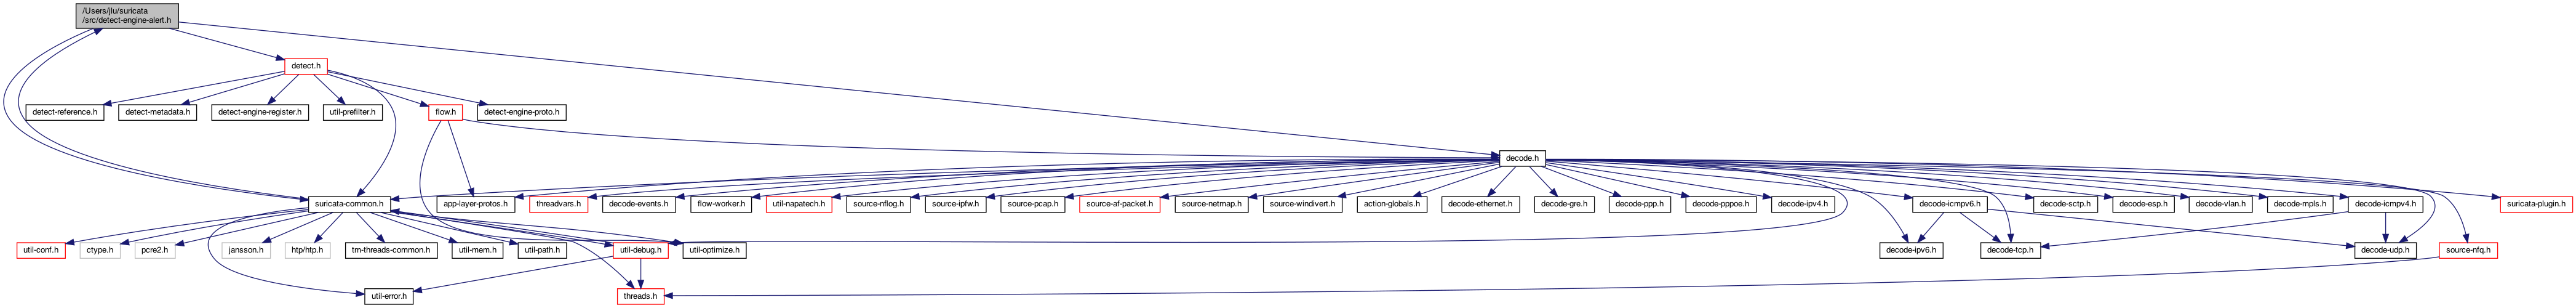 /Users/jlu/suricata
/src/detect-engine-alert.h
detect.h
detect-reference.h
detect-metadata.h
detect-engine-register.h
util-prefilter.h
flow.h
detect-engine-proto.h
decode.h
suricata-common.h
app-layer-protos.h
threadvars.h
decode-events.h
flow-worker.h
util-napatech.h
source-nflog.h
source-ipfw.h
source-pcap.h
source-af-packet.h
source-netmap.h
source-windivert.h
action-globals.h
decode-ethernet.h
decode-gre.h
decode-ppp.h
decode-pppoe.h
decode-ipv4.h
decode-icmpv6.h
decode-sctp.h
decode-esp.h
decode-vlan.h
decode-mpls.h
decode-icmpv4.h
suricata-plugin.h
util-conf.h
ctype.h
pcre2.h
jansson.h
htp/htp.h
tm-threads-common.h
util-mem.h
util-path.h
util-debug.h
util-optimize.h
decode-ipv6.h
decode-tcp.h
decode-udp.h
source-nfq.h
util-error.h
threads.h